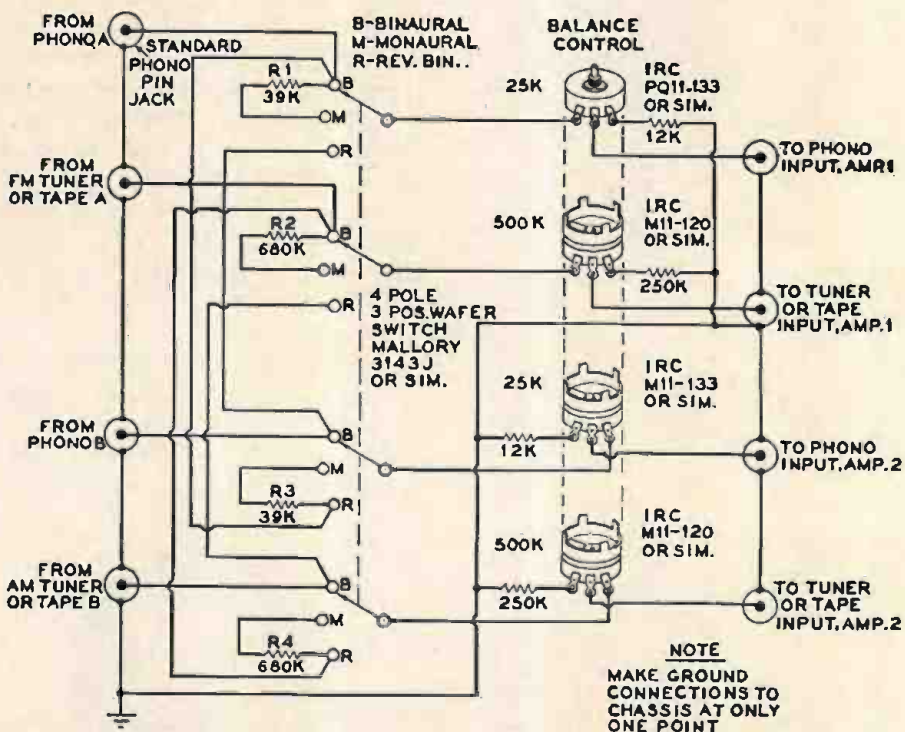 FROM
PHONO A
STANDARD
PHONO
PIN
JACK
B-BINAURAL
M-MONAURAL
R-REV. BIN..
BALANCE
CONTROL
R1
39K
B
M
R
25K
IRC
PQ11-133
OR SIM.
12K
TO PHONO
INPUT, AMP.1
FROM
FM TUNER
OR TAPE A
R2
680K
B
M
R
500K
IRC
M11-120
OR SIM.
250K
TO TUNER
OR TAPE
INPUT, AMP.1
4 POLE
3 POS. WAFER
SWITCH
MALLORY
3143J
OR SIM.
FROM
PHONO B
B
M
R3
39K
R
25K
IRC
M11-133
OR SIM.
12K
TO PHONO
INPUT, AMP.2
FROM
AM TUNER
OR TAPE B
B
M
R4
680K
R
500K
IRC
M11-120
OR SIM.
250K
TO TUNER
OR TAPE
INPUT, AMP.2
NOTE
MAKE GROUND
CONNECTIONS TO
CHASSIS AT ONLY
ONE POINT